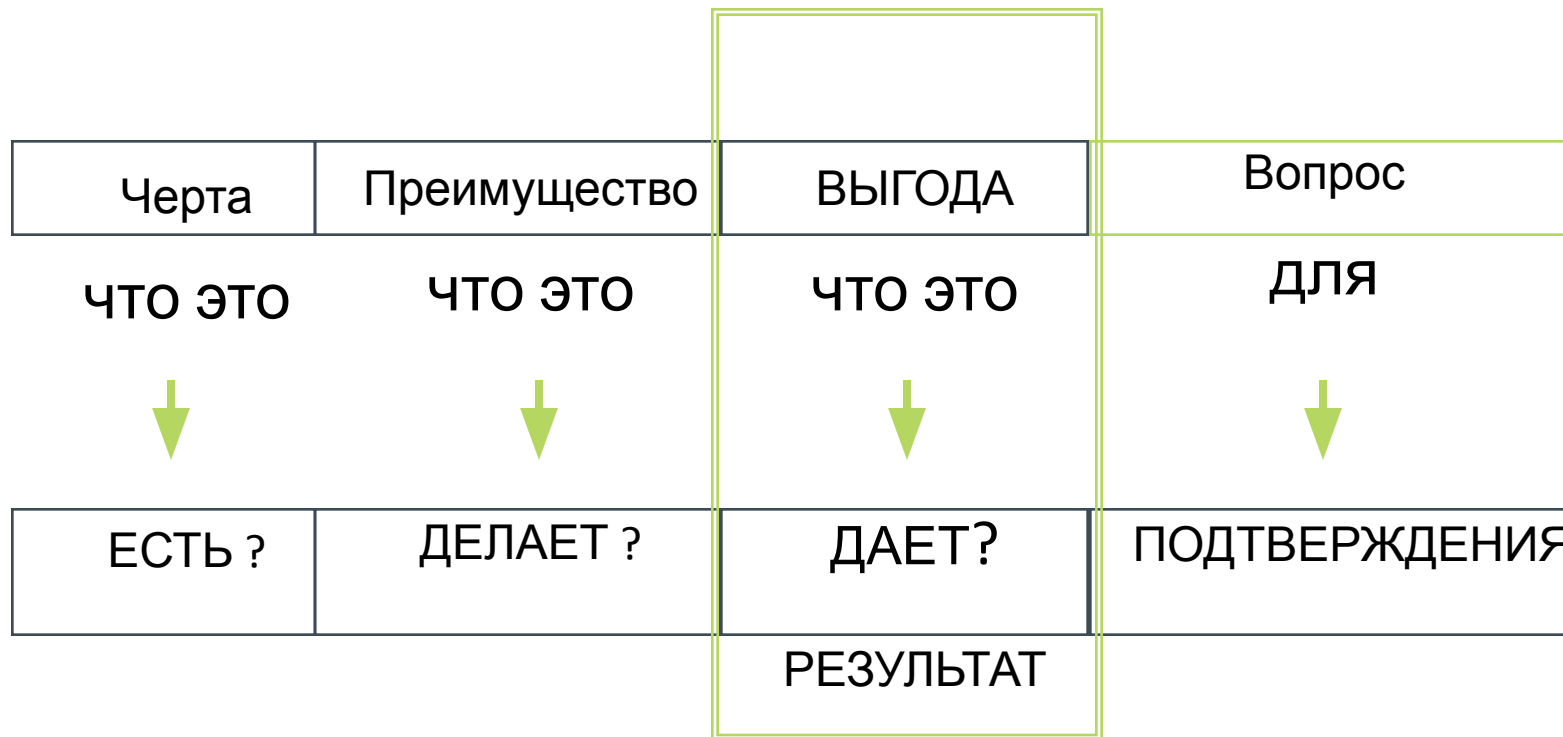 Черта
Преимущество
ВЫГОДА
Вопрос
что это
что это
что это
для
ЕСТЬ ?
ДЕЛАЕТ ?
ДАЕТ?
ПОДТВЕРЖДЕНИЯ
РЕЗУЛЬТАТ